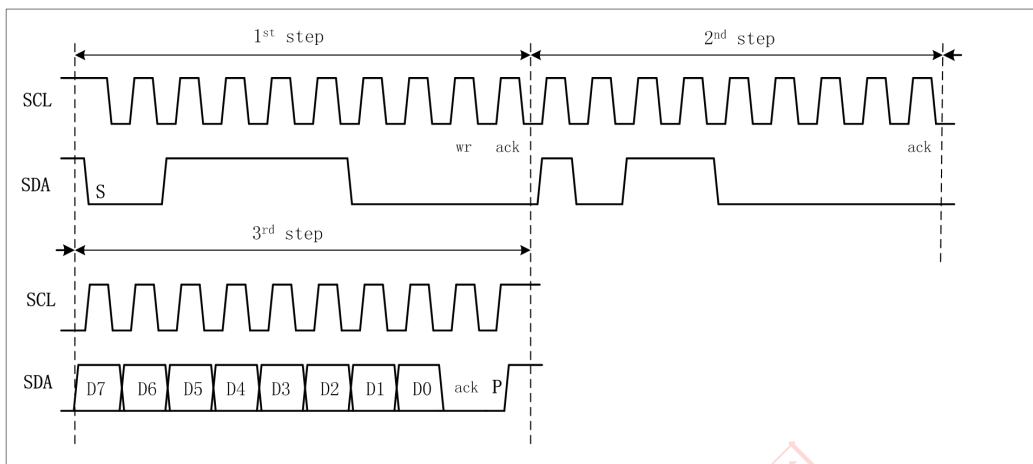 1st step 2nd step
SCL
wr ack ack
SDA S
3rd step
SCL
SDA D7 D6 D5 D4 D3 D2 D1 D0 ack P